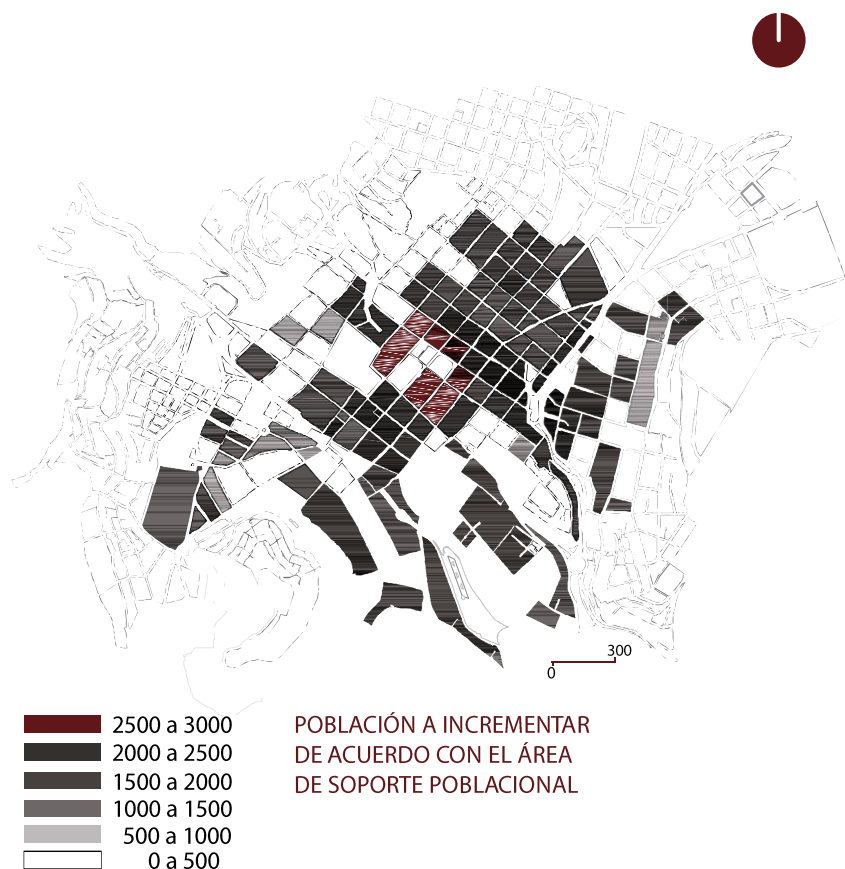 300
0
2500 a 3000
2000 a 2500
1500 a 2000
1000 a 1500
500 a 1000
0 a 500
POBLACIÓN A INCREMENTAR
DE ACUERDO CON EL ÁREA
DE SOPORTE POBLACIONAL